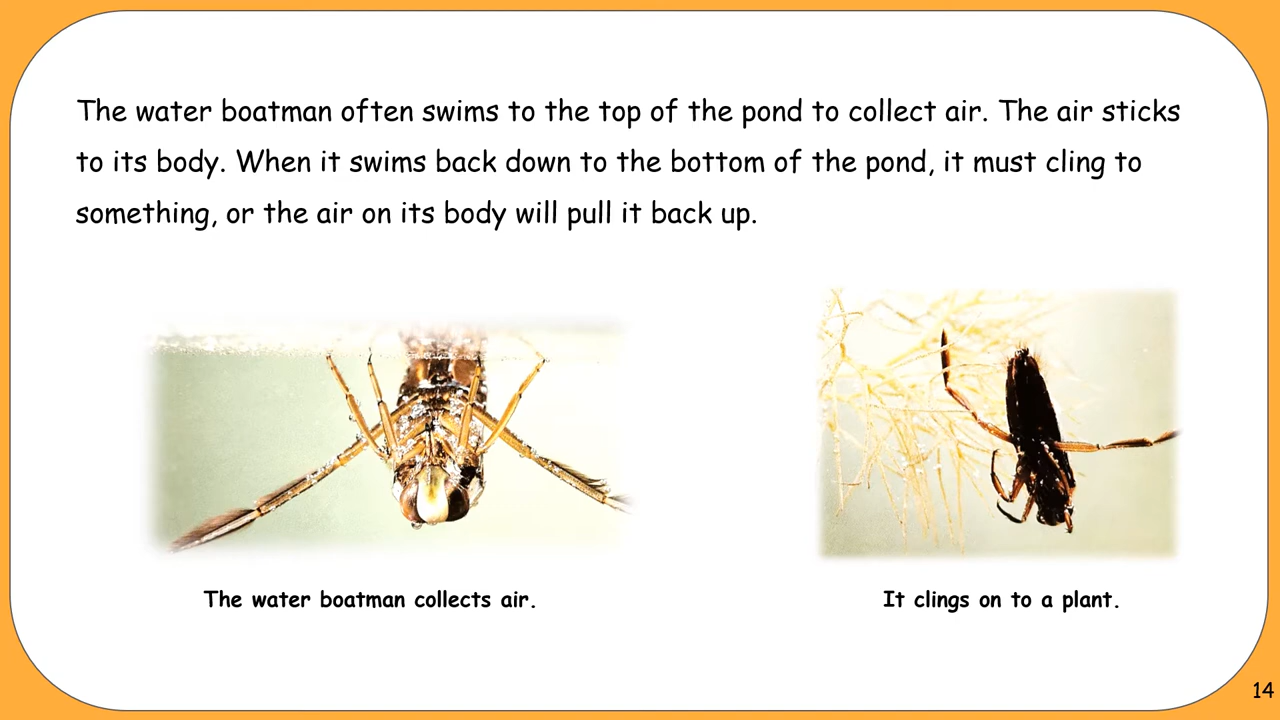 The water boatman often swims to the top of the pond to collect air. The air sticks
to its body. When it swims back down to the bottom of the pond, it must cling to
something, or the air on its body will pull it back up.
The water boatman collects air.
It clings on to a plant.
14